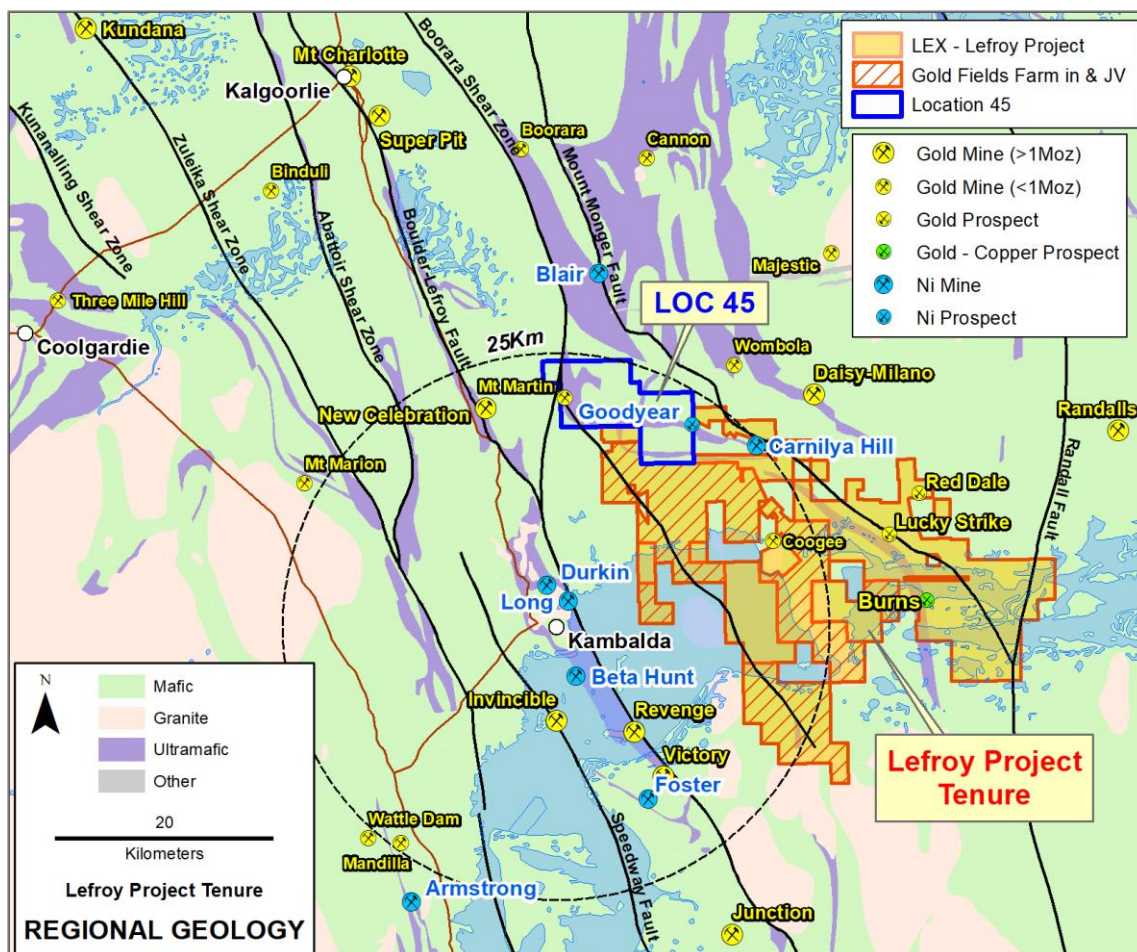 Kundana
Mt Charlotte
Kalgoorlie
Super Pit
Binduli
Boorara Shear Zone
Boorara
Cannon
LEX - Lefroy Project
Gold Fields Farm in & JV
Location 45
Gold Mine (>1Moz)
Gold Mine (<1Moz)
Gold Prospect
Gold - Copper Prospect
Ni Mine
Ni Prospect
Kunanalling Shear Zone
Zuleika Shear Zone
Abattoir Shear Zone
Boulder-Lefroy Fault
Mount Monger Fault
Majestic
Blair
Three Mile Hill
Coolgardie
LOC 45
25Km
Wombola
Daisy-Milano
Mt Martin
New Celebration
Goodyear
Carnilya Hill
Randalls
Randall Fault
Mt Marion
Red Dale
Lucky Strike
Coogee
Durkin
Long
Burns
Kambalda
Beta Hunt
Invincible
Revenge
Victory
Foster
Lefroy Project
Tenure
Speedway Fault
Wattle Dam
Mandilla
Armstrong
Junction
N
Mafic
Granite
Ultramafic
Other
20
Kilometers
Lefroy Project Tenure
REGIONAL GEOLOGY